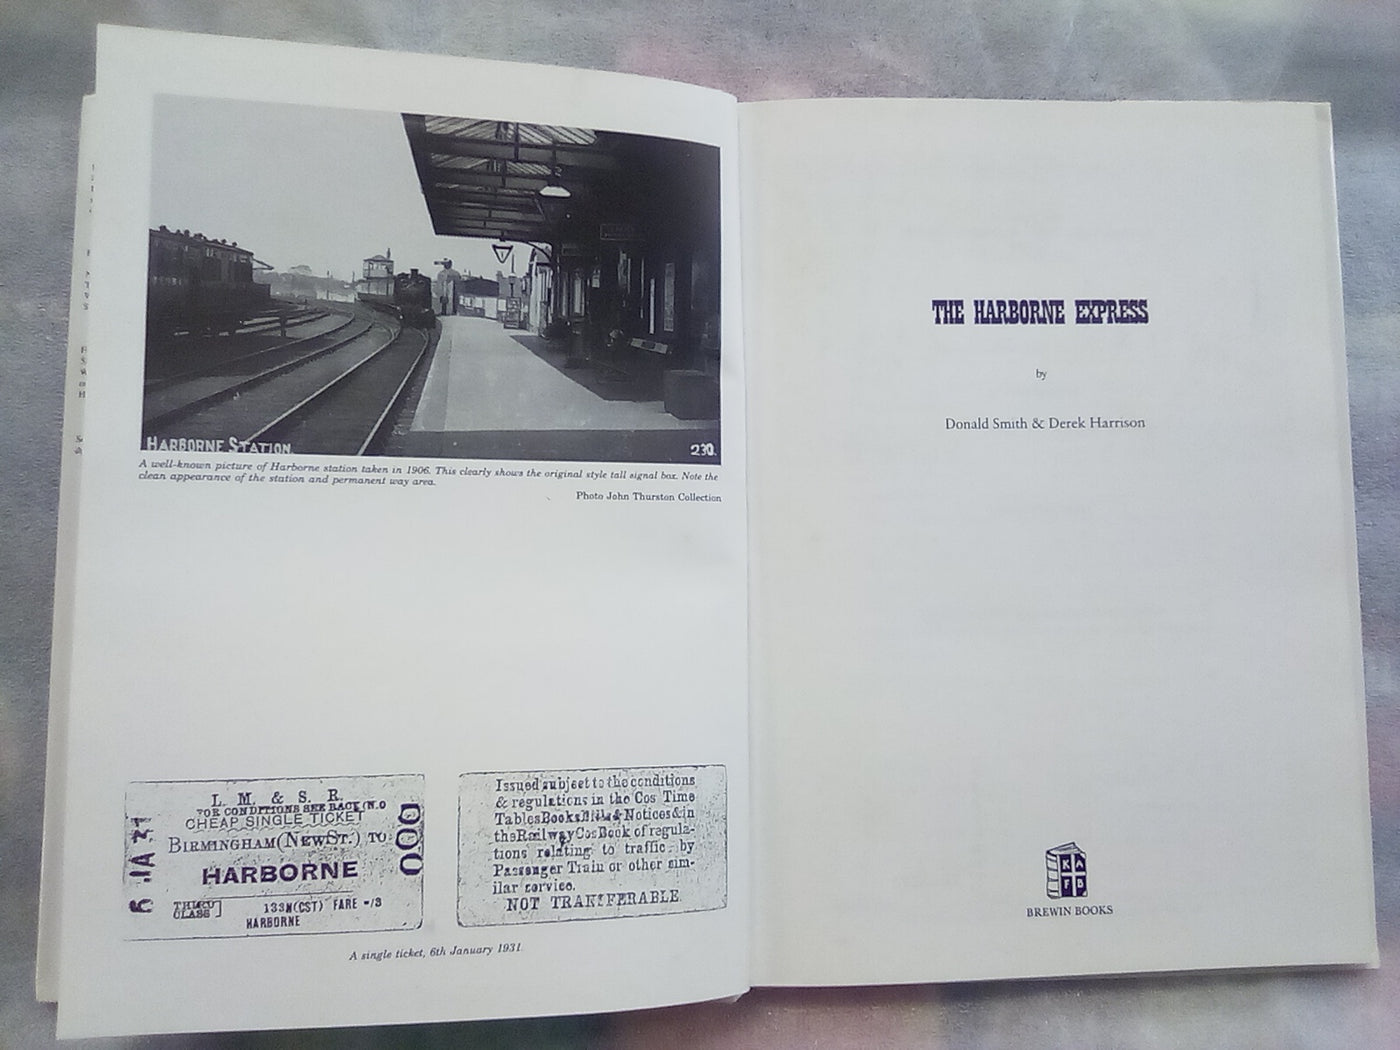 HARBORNE STATION.
230.
A well-known picture of Harborne station taken in 1906. This clearly shows the original style tall signal box. Note the
clean appearance of the station and permanent way area.
Photo John Thurston Collection
L. M. & S. R.
FOR CONDITIONS SEE BACK
CHEAP SINGLE TICKET
BIRMINGHAM (NEW ST.) TO
HARBORNE
THIRD
CLASS
133M(CST) FARE -/3
HARBORNE
6 JA 31
000
Issued subject to the conditions
& regulations in the Cos Time
Tables Books Bills & Notices & in
the Railway Cos Book of regula-
tions relating to traffic by
Passenger Train or other sim-
ilar service.
NOT TRANSFERABLE.
A single ticket, 6th January 1931.
THE HARBORNE EXPRESS
by
Donald Smith & Derek Harrison
K A
F B
BREWIN BOOKS